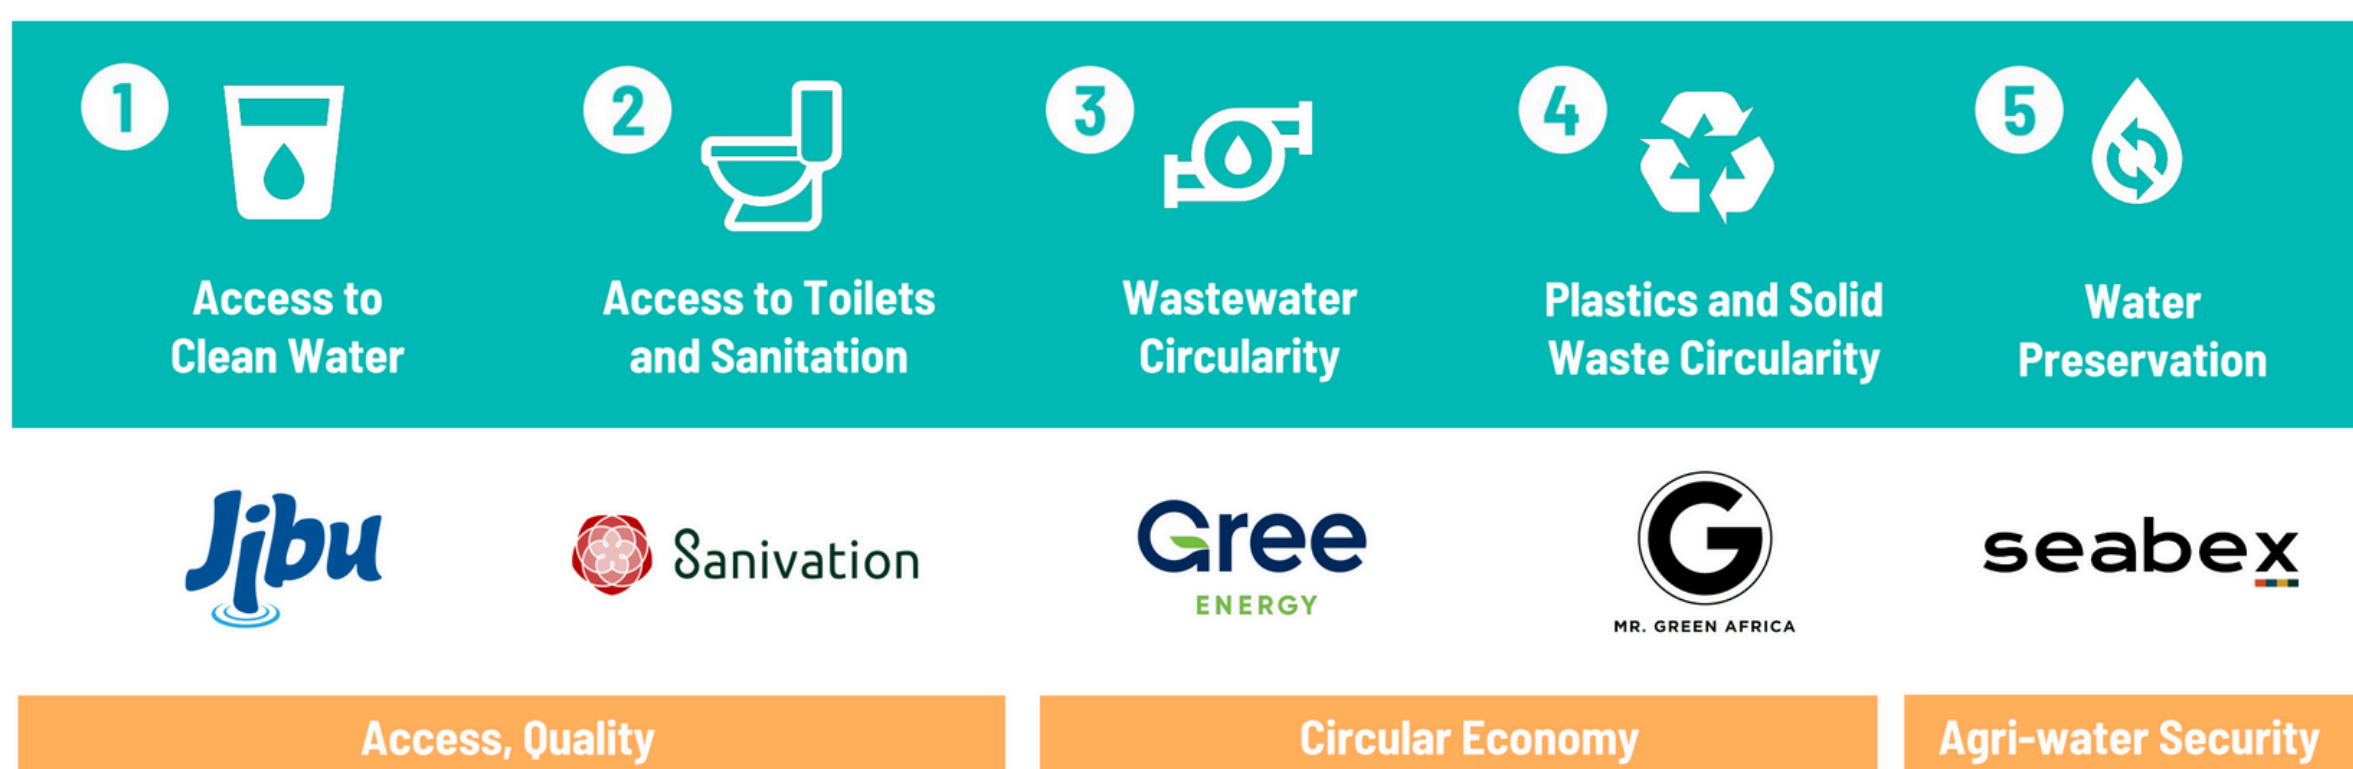 1
Access to
Clean Water
2
Access to Toilets
and Sanitation
3
Wastewater
Circularity
4
Plastics and Solid
Waste Circularity
5
Water
Preservation
Jibu
Sanivation
Gree
ENERGY
G
MR. GREEN AFRICA
seabex
Access, Quality
Circular Economy
Agri-water Security